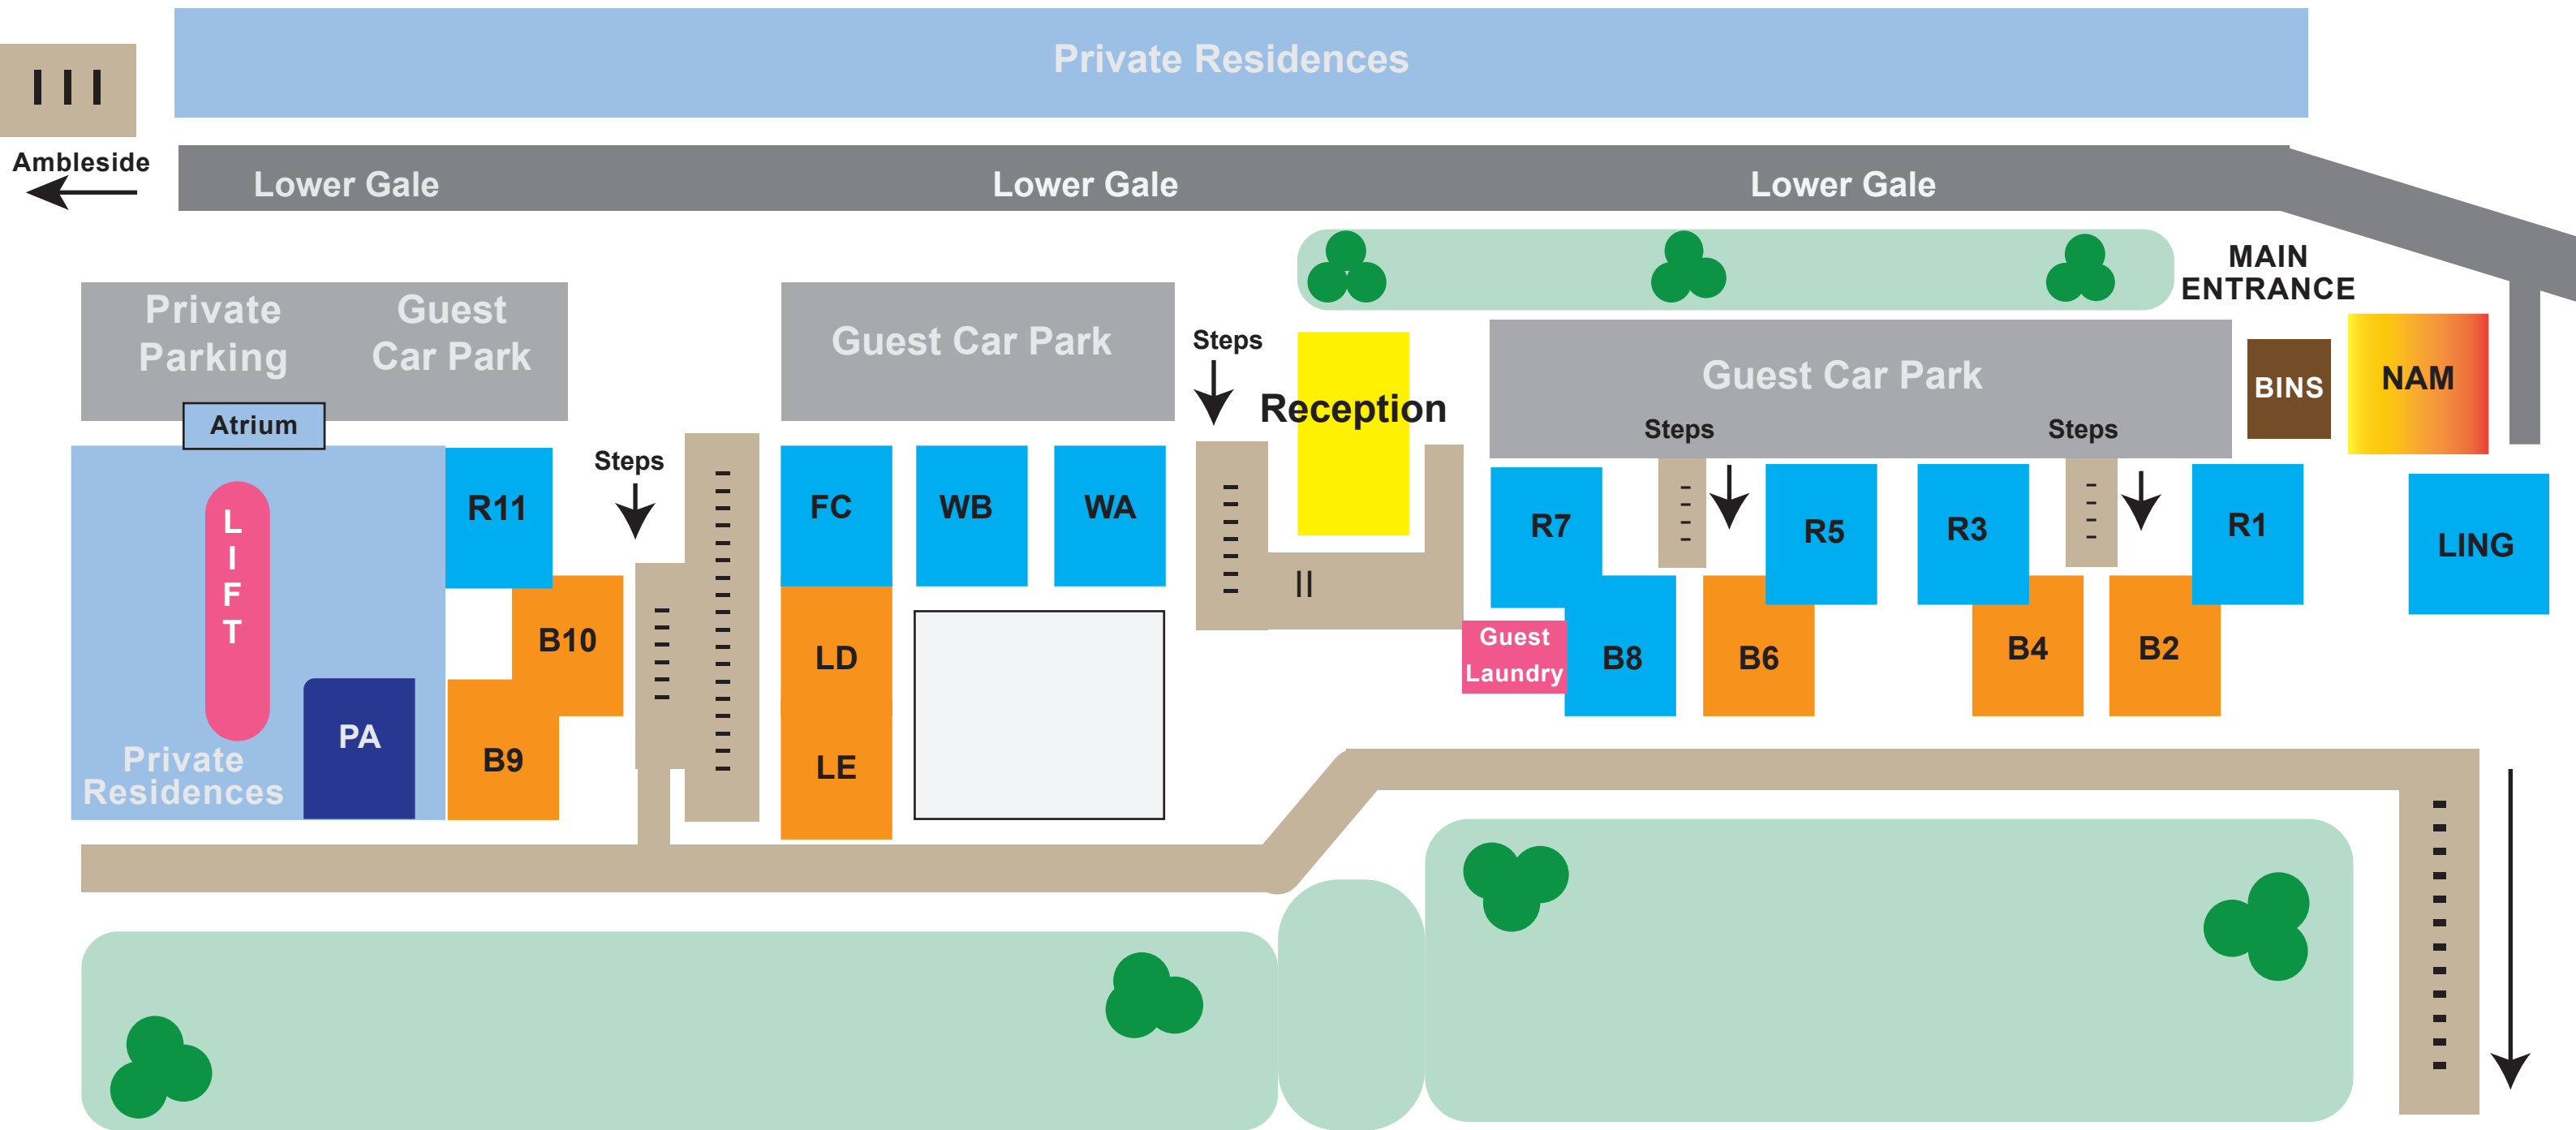 Private Residences
Ambleside
Lower Gale
Lower Gale
Lower Gale
MAIN
ENTRANCE
Private
Parking
Guest
Car Park
Guest Car Park
Steps
Reception
Guest Car Park
Steps
Steps
BINS
NAM
Atrium
LIFT
R11
Steps
FC
WB
WA
R7
R5
R3
R1
LING
B10
LD
Guest
Laundry
B8
B6
B4
B2
PA
B9
LE
Private
Residences